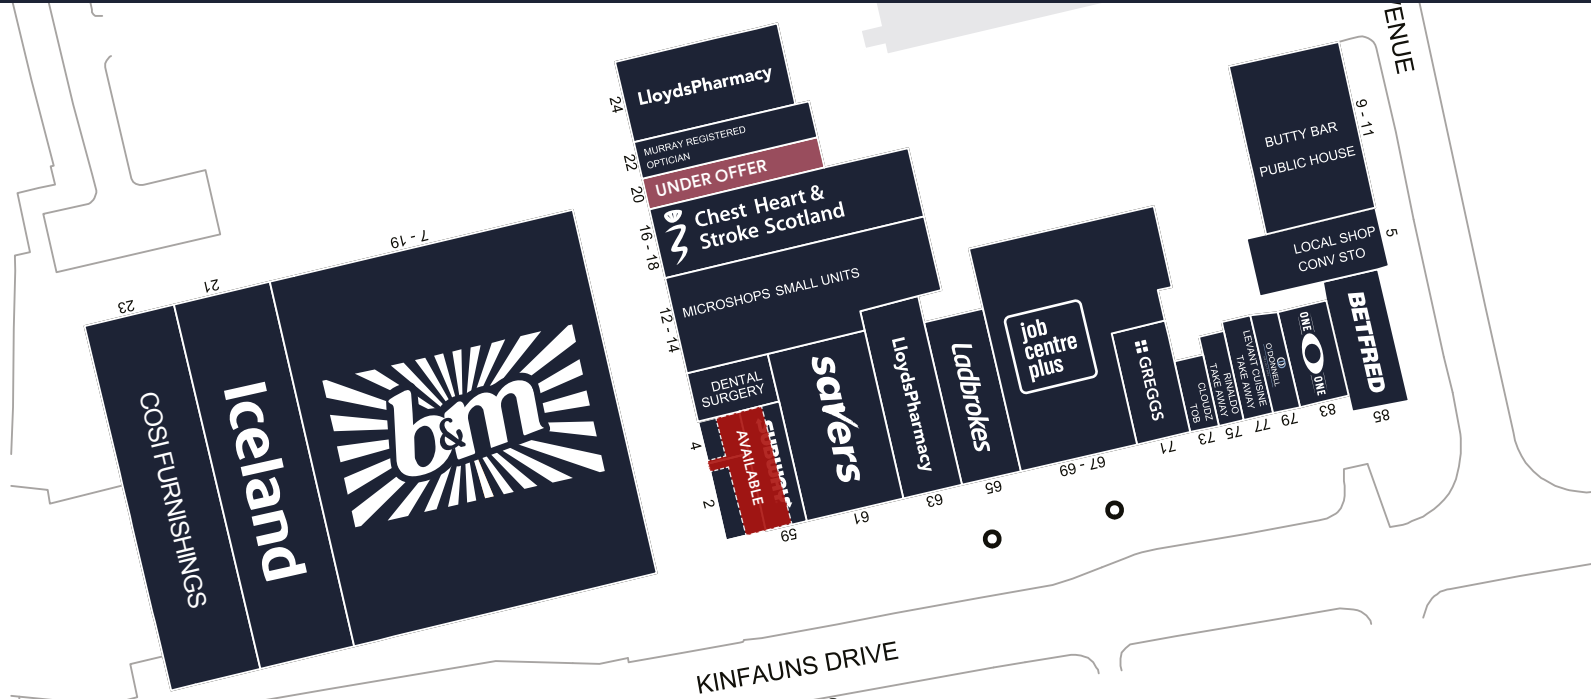 ENUE
24
LloydsPharmacy
22
MURRAY REGISTERED
OPTICIAN
20
UNDER OFFER
16 - 18
Chest Heart &
Stroke Scotland
12 - 14
MICROSHOPS SMALL UNITS
DENTAL
SURGERY
4
2
AVAILABLE
59
savers
61
LloydsPharmacy
63
Ladbrokes
65
job
centre
plus
67 - 69
GREGGS
71
TOB
CLOUDZ
73
RINALDO
TAKE AWAY
75
LEVANT CUISINE
TAKE AWAY
77
O'DONNELL
79
ONE
O
ONE
83
BETFRED
85
9 - 11
BUTTY BAR
PUBLIC HOUSE
5
LOCAL SHOP
CONV STO
23
COSI FURNISHINGS
21
Iceland
7 - 19
b&m
KINFAUNS DRIVE